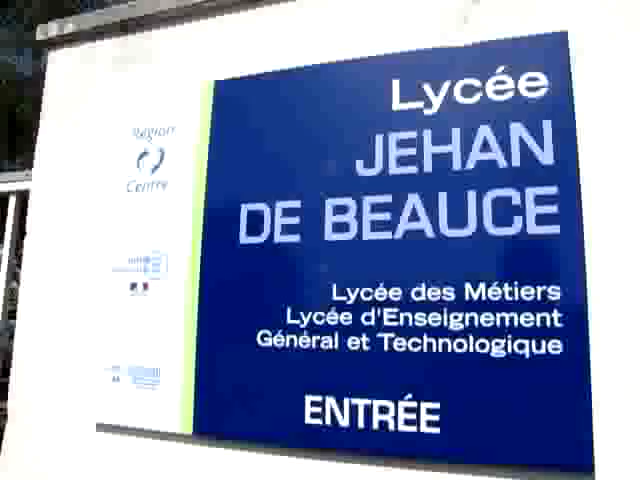 Lycée
JEHAN
DE BEAUCE
Lycée des Métiers
Lycée d'Enseignement
Général et Technologique
ENTRÉE
Région
Centre